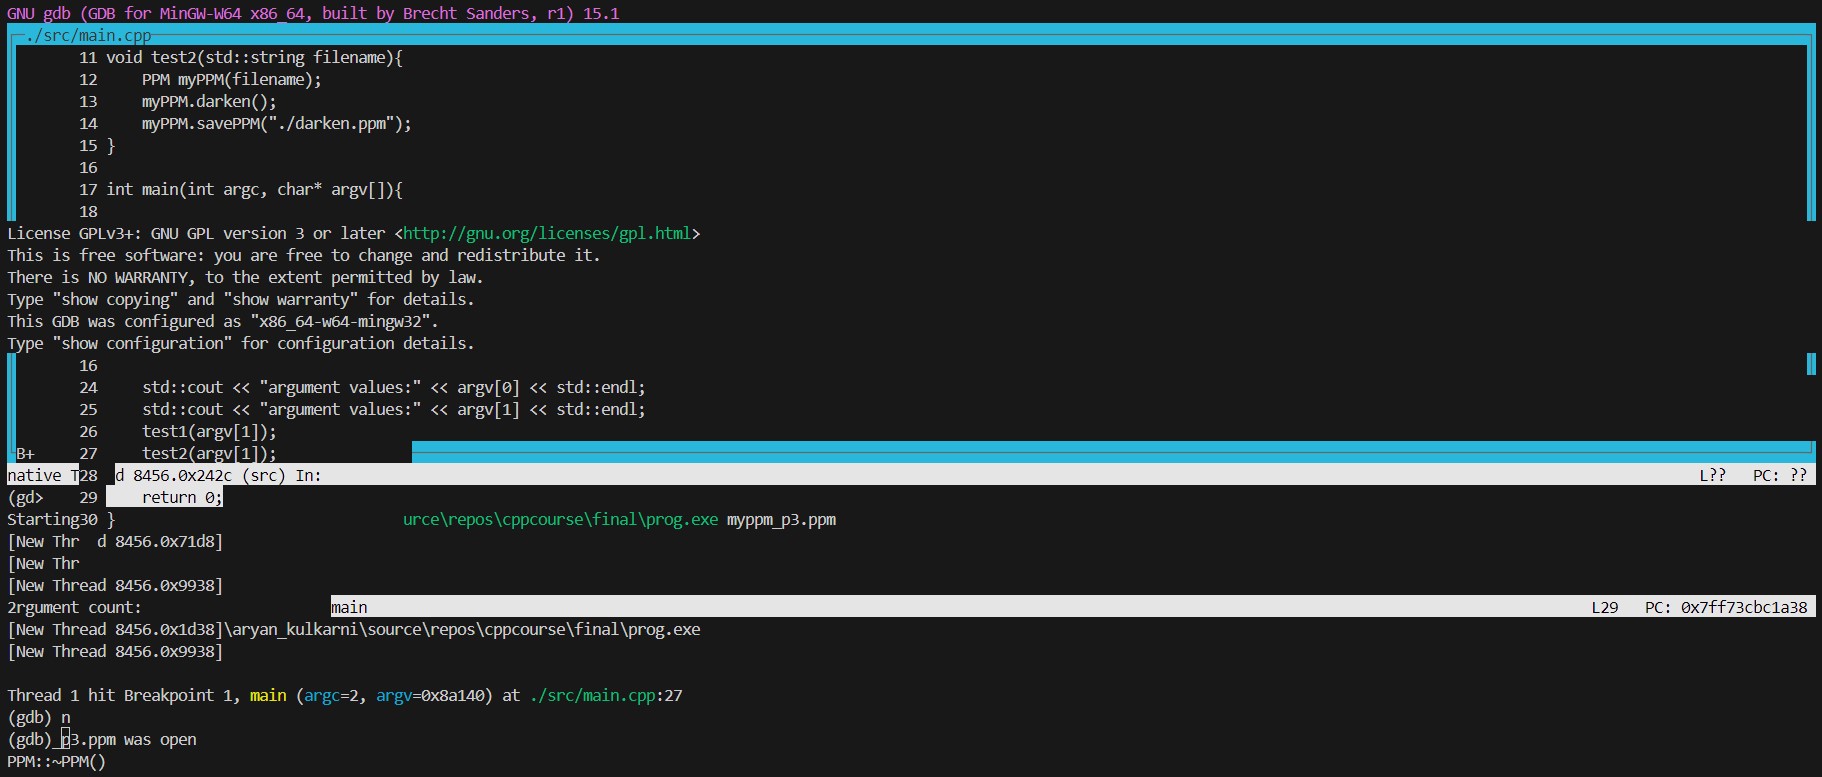 GNU gdb (GDB for MinGW-W64 x86_64, built by Brecht Sanders, r1) 15.1
./src/main.cpp
11 void test2(std::string filename){
12     PPM myPPM(filename);
13     myPPM.darken();
14     myPPM.savePPM("./darken.ppm");
15 }
16
17 int main(int argc, char* argv[]){
18
License GPLv3+: GNU GPL version 3 or later <http://gnu.org/licenses/gpl.html>
This is free software: you are free to change and redistribute it.
There is NO WARRANTY, to the extent permitted by law.
Type "show copying" and "show warranty" for details.
This GDB was configured as "x86_64-w64-mingw32".
Type "show configuration" for configuration details.
16
24     std::cout << "argument values:" << argv[0] << std::endl;
25     std::cout << "argument values:" << argv[1] << std::endl;
26     test1(argv[1]);
B+     27     test2(argv[1]);
native T28  d 8456.0x242c (src) In:     L??   PC: ??
(gd>    29     return 0;
Starting30 }     urce\repos\cppcourse\final\prog.exe myppm_p3.ppm
[New Thr  d 8456.0x71d8]
[New Thr
[New Thread 8456.0x9938]
2rgument count:     main     L29   PC: 0x7ff73cbc1a38
[New Thread 8456.0x1d38]\aryan_kulkarni\source\repos\cppcourse\final\prog.exe
[New Thread 8456.0x9938]
Thread 1 hit Breakpoint 1, main (argc=2, argv=0x8a140) at ./src/main.cpp:27
(gdb) n
(gdb)_p3.ppm was open
PPM::~PPM()